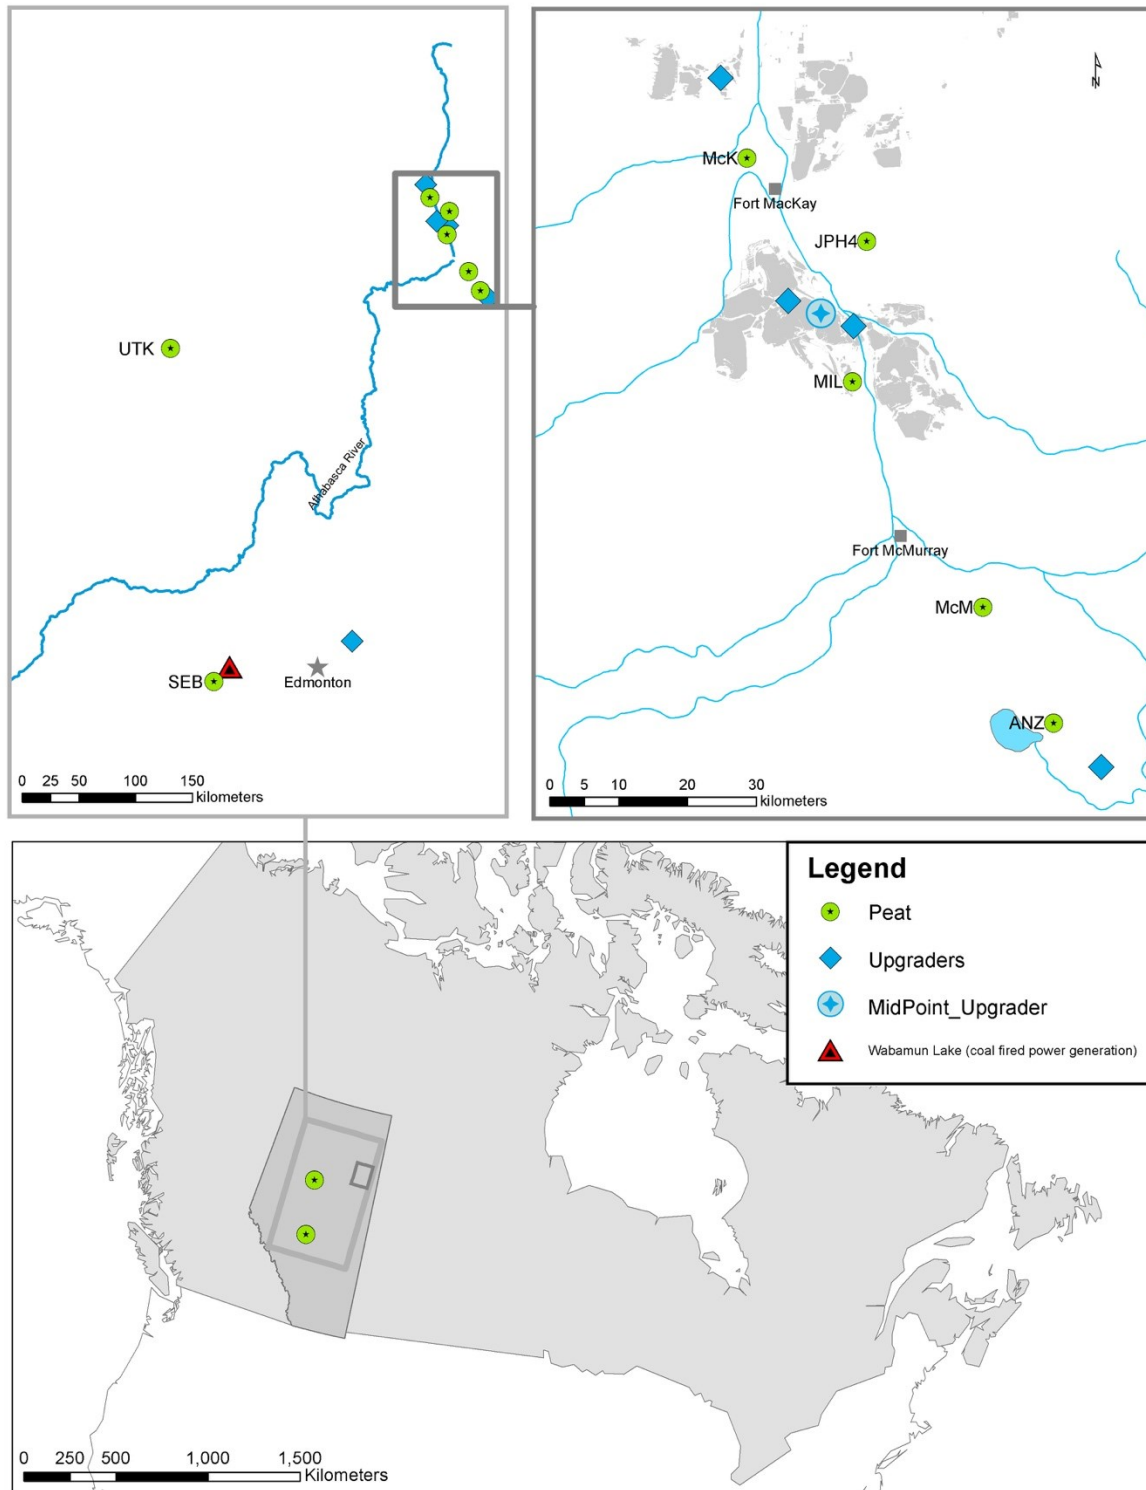 UTK
Athabasca River
SEB
Edmonton
0 25 50 100 150
kilometers
N
McK
Fort MacKay
JPH4
MIL
Fort McMurray
McM
ANZ
0 5 10 20 30
kilometers
Legend
Peat
Upgraders
MidPoint_Upgrader
Wabamun Lake (coal fired power generation)
0 250 500 1,000 1,500
Kilometers